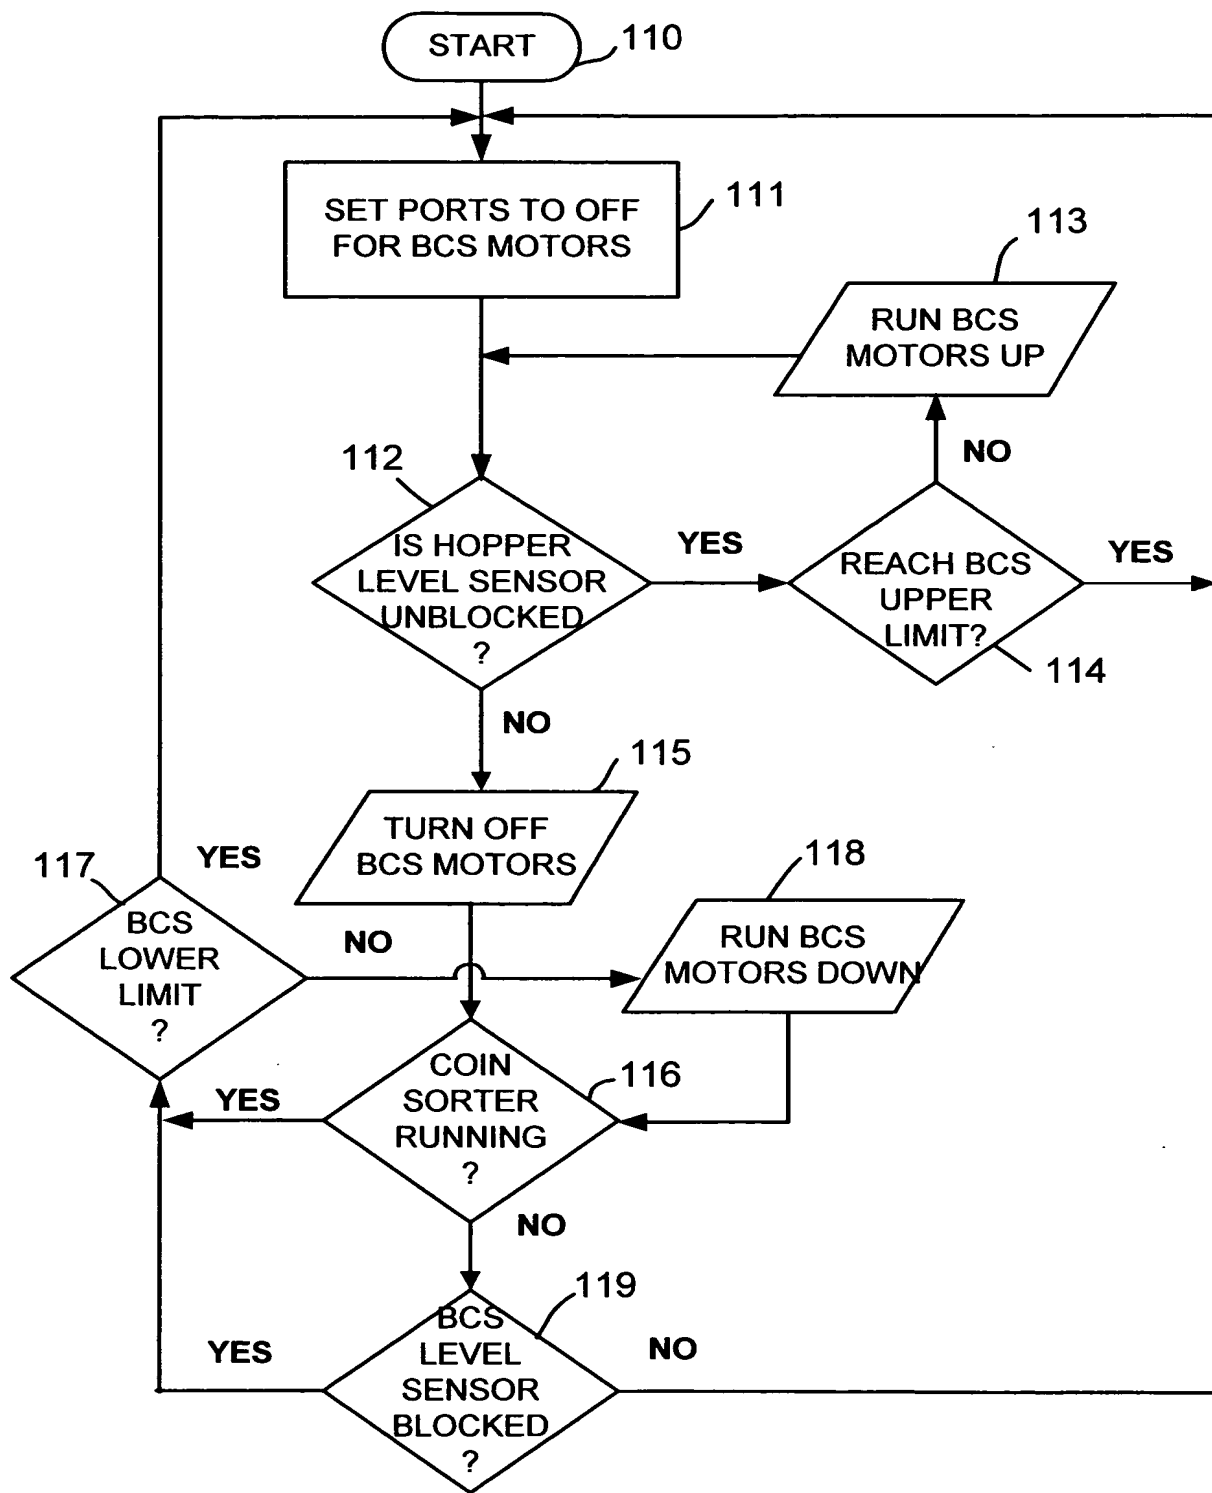 START
110
SET PORTS TO OFF
FOR BCS MOTORS
111
113
RUN BCS
MOTORS UP
NO
112
IS HOPPER
LEVEL SENSOR
UNBLOCKED
?
YES
REACH BCS
UPPER
LIMIT?
YES
114
NO
115
TURN OFF
BCS MOTORS
117
YES
BCS
LOWER
LIMIT
?
NO
118
RUN BCS
MOTORS DOWN
COIN
SORTER
RUNNING
?
116
YES
NO
119
BCS
LEVEL
SENSOR
BLOCKED
?
YES
NO